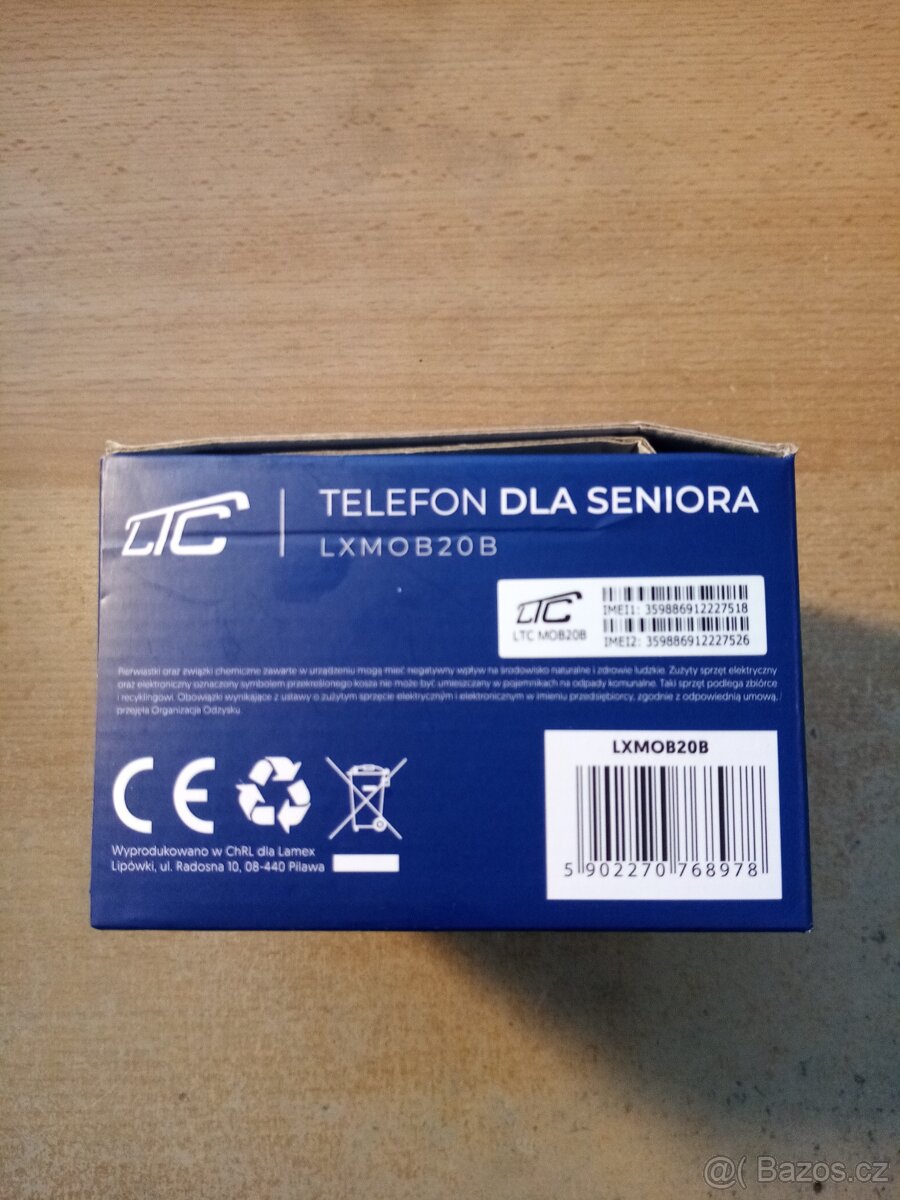 LTC | TELEFON DLA SENIORA
LXMOB20B
LTC
LTC MOB20B
IMEI1: 359886912227518
IMEI2: 359886912227526
Pierwiastki oraz związki chemiczne zawarte w urządzeniu mogą mieć negatywny wpływ na środowisko naturalne i zdrowie ludzkie. Zużyty sprzęt elektryczny
oraz elektroniczny oznaczony symbolem przekreślonego kosza nie może być umieszczany w pojemnikach na odpady komunalne. Taki sprzęt podlega zbiórce
i recyklingowi. Obowiązki wynikające z ustawy o zużytym sprzęcie elektrycznym i elektronicznym w imieniu przedsiębiorcy, zgodnie z odpowiednią umową,
przejęła Organizacja Odzysku.
CE
Wyprodukowano w ChRL dla Lamex
Lipówki, ul. Radosna 10, 08-440 Pilawa
LXMOB20B
5 902270 768978
@( Bazos.cz